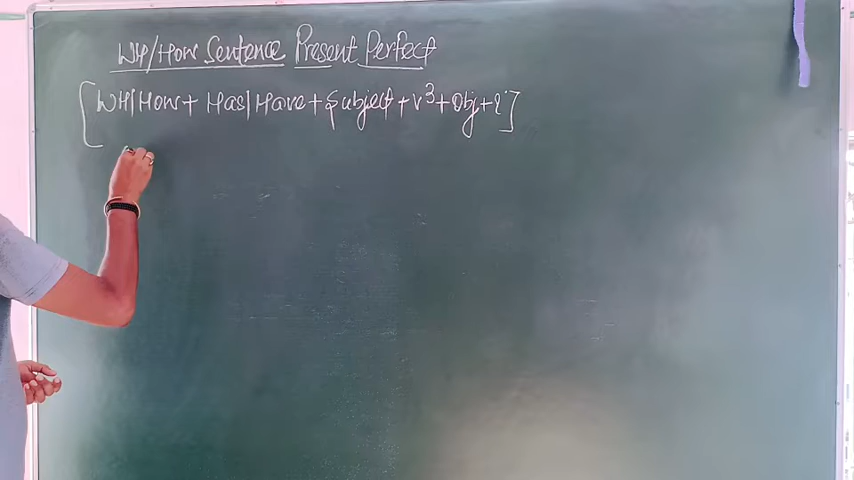 WH/How Sentence Present Perfect
[WH/How + Has/Have + Subject + V³ + Obj + ?]